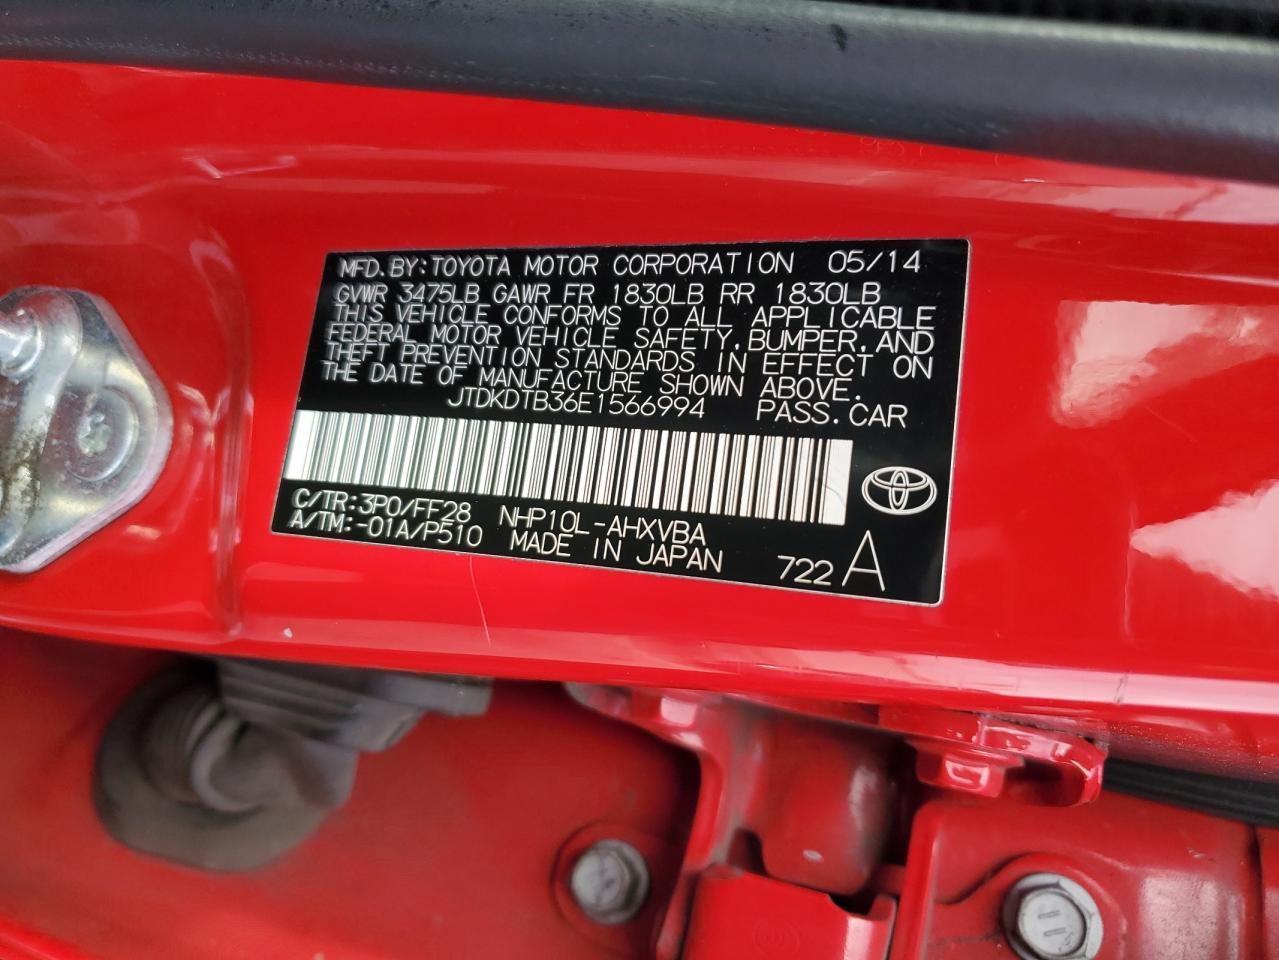 MFD.BY:TOYOTA MOTOR CORPORATION 05/14
GVWR 3475LB GAWR FR 1830LB RR 1830LB
THIS VEHICLE CONFORMS TO ALL APPLICABLE
FEDERAL MOTOR VEHICLE SAFETY,BUMPER,AND
THEFT PREVENTION STANDARDS IN EFFECT ON
THE DATE OF MANUFACTURE SHOWN ABOVE.
JTDKDTB36E1566994 PASS.CAR
C/TR:3P0/FF28 NHP10L-AHXVBA
A/TM:-01A/P510 MADE IN JAPAN 722 A